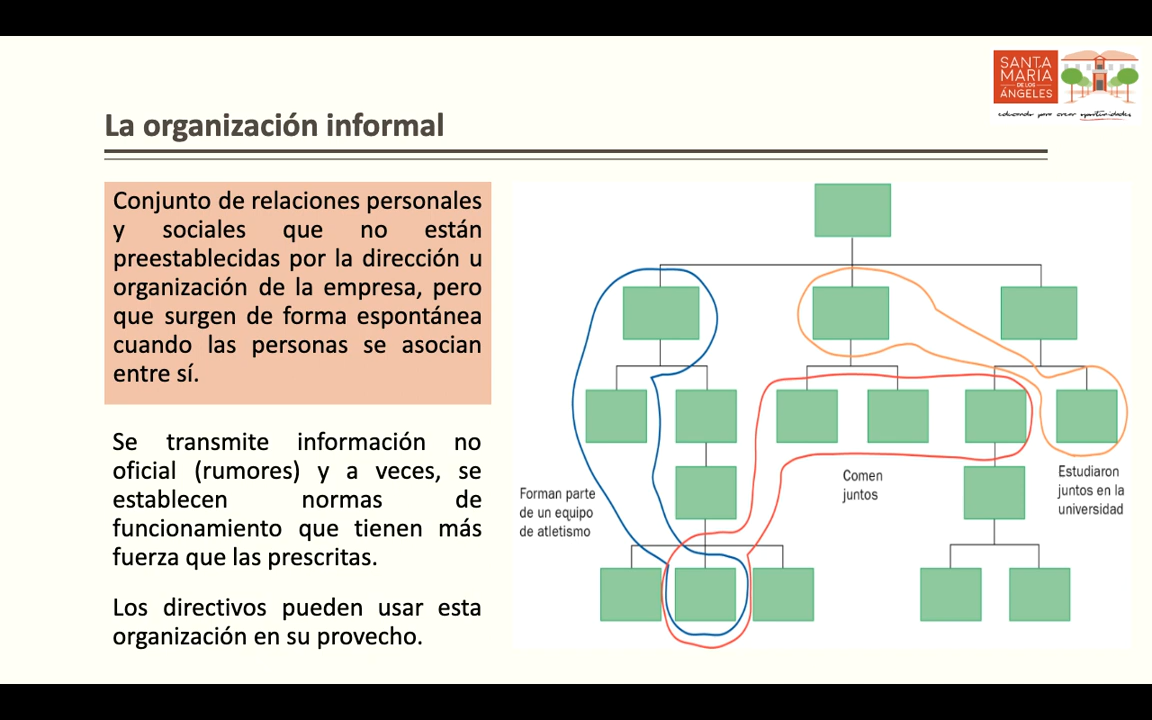 SANTA
MARIA
DE LOS
ÁNGELES
educando para crear oportunidades
La organización informal
Conjunto de relaciones personales
y sociales que no están
preestablecidas por la dirección u
organización de la empresa, pero
que surgen de forma espontánea
cuando las personas se asocian
entre sí.
Se transmite información no
oficial (rumores) y a veces, se
establecen normas de
funcionamiento que tienen más
fuerza que las prescritas.
Los directivos pueden usar esta
organización en su provecho.
Forman parte
de un equipo
de atletismo
Comen
juntos
Estudiaron
juntos en la
universidad